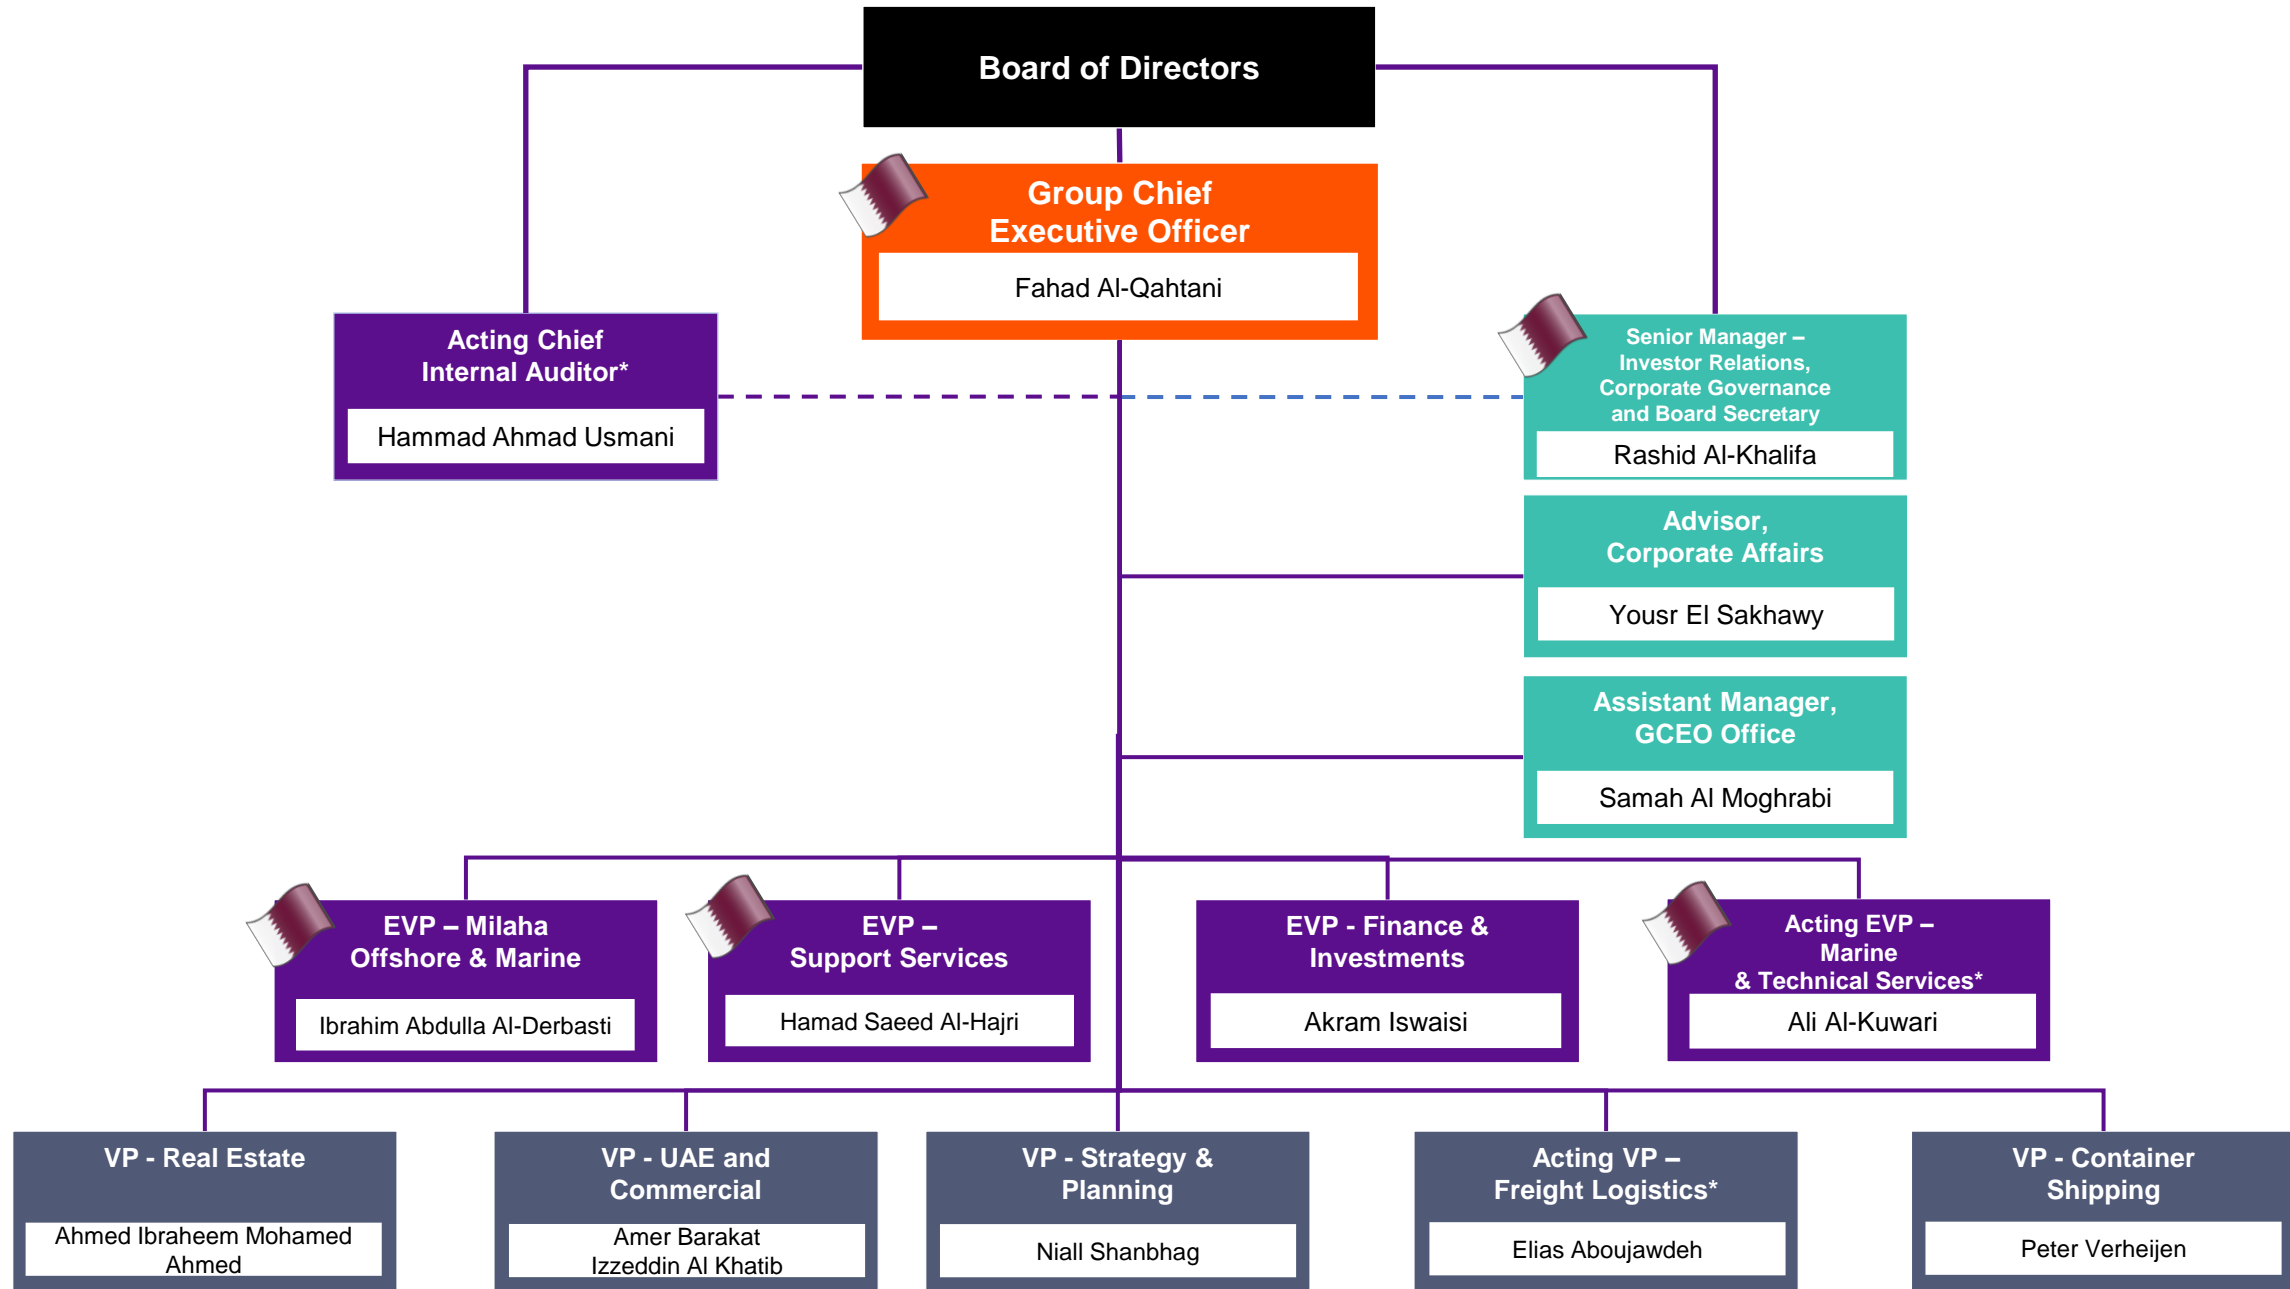 Board of Directors
Group Chief
Executive Officer
Fahad Al-Qahtani
Acting Chief
Internal Auditor*
Hammad Ahmad Usmani
Senior Manager –
Investor Relations,
Corporate Governance
and Board Secretary
Rashid Al-Khalifa
Advisor,
Corporate Affairs
Yousr El Sakhawy
Assistant Manager,
GCEO Office
Samah Al Moghrabi
EVP – Milaha
Offshore & Marine
Ibrahim Abdulla Al-Derbasti
EVP –
Support Services
Hamad Saeed Al-Hajri
EVP - Finance &
Investments
Akram Iswaisi
Acting EVP –
Marine
& Technical Services*
Ali Al-Kuwari
VP - Real Estate
Ahmed Ibraheem Mohamed
Ahmed
VP - UAE and
Commercial
Amer Barakat
Izzeddin Al Khatib
VP - Strategy &
Planning
Niall Shanbhag
Acting VP –
Freight Logistics*
Elias Aboujawdeh
VP - Container
Shipping
Peter Verheijen